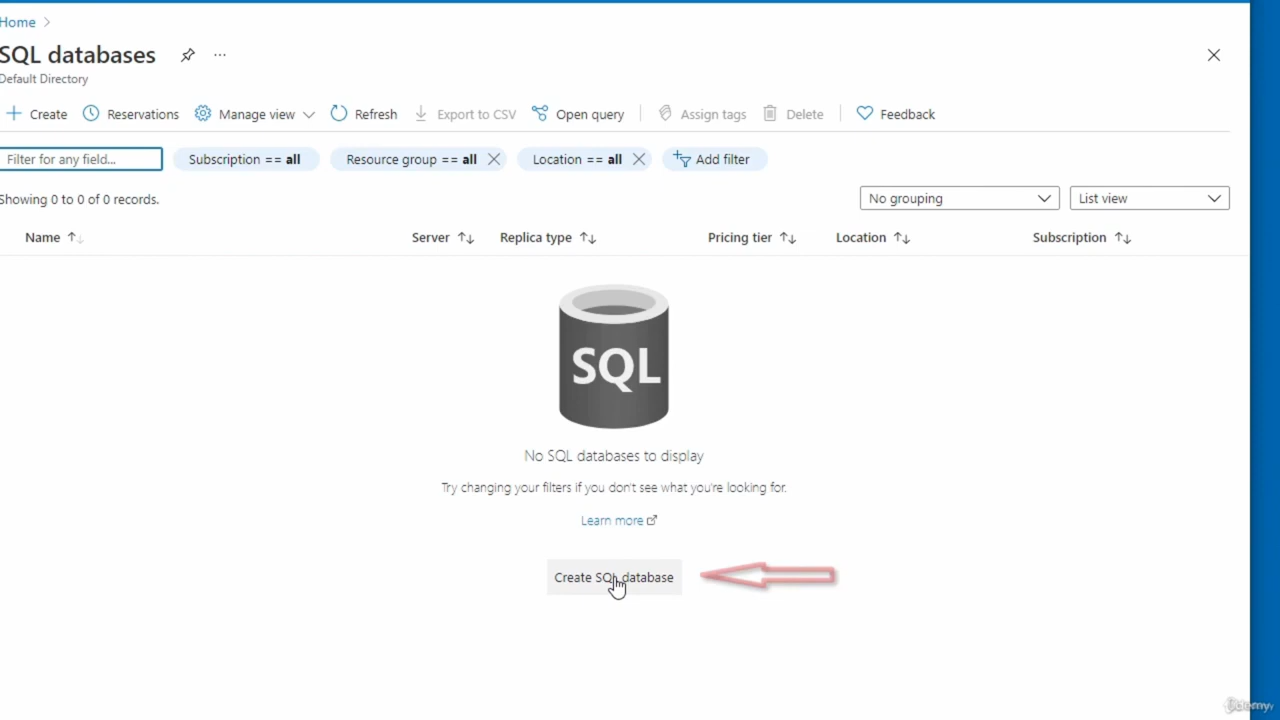 Home
SQL databases
Default Directory
Create Reservations Manage view Refresh Export to CSV Open query Assign tags Delete Feedback
Filter for any field... Subscription == all Resource group == all Location == all Add filter
Showing 0 to 0 of 0 records. No grouping List view
Name Server Replica type Pricing tier Location Subscription
SQL
No SQL databases to display
Try changing your filters if you don't see what you're looking for.
Learn more
Create SQL database
Udemy